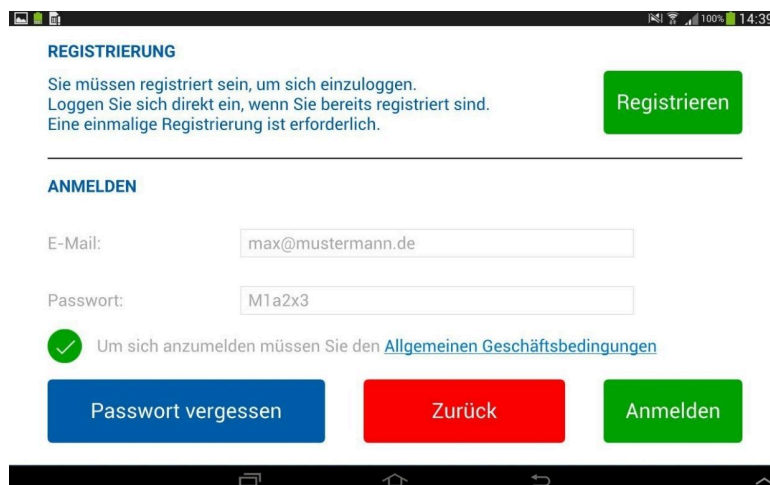 100% 14:39
REGISTRIERUNG
Sie müssen registriert sein, um sich einzuloggen.
Loggen Sie sich direkt ein, wenn Sie bereits registriert sind.
Eine einmalige Registrierung ist erforderlich.
Registrieren
ANMELDEN
E-Mail: max@mustermann.de
Passwort: M1a2x3
Um sich anzumelden müssen Sie den Allgemeinen Geschäftsbedingungen
Passwort vergessen Zurück Anmelden